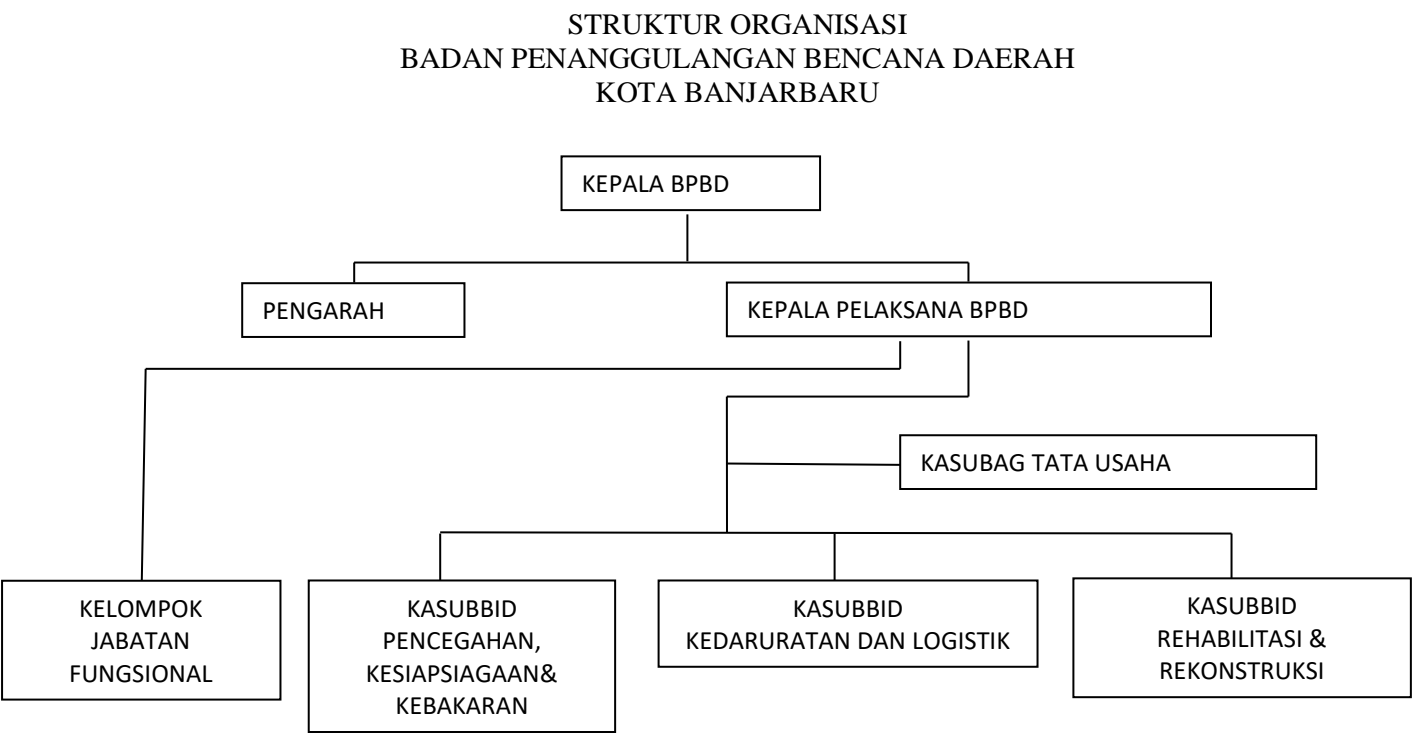 STRUKTUR ORGANISASI
BADAN PENANGGULANGAN BENCANA DAERAH
KOTA BANJARBARU
KEPALA BPBD
PENGARAH
KEPALA PELAKSANA BPBD
KASUBAG TATA USAHA
KELOMPOK
JABATAN
FUNGSIONAL
KASUBBID
PENCEGAHAN,
KESIAPSIAGAAN&
KEBAKARAN
KASUBBID
KEDARURATAN DAN LOGISTIK
KASUBBID
REHABILITASI &
REKONSTRUKSI